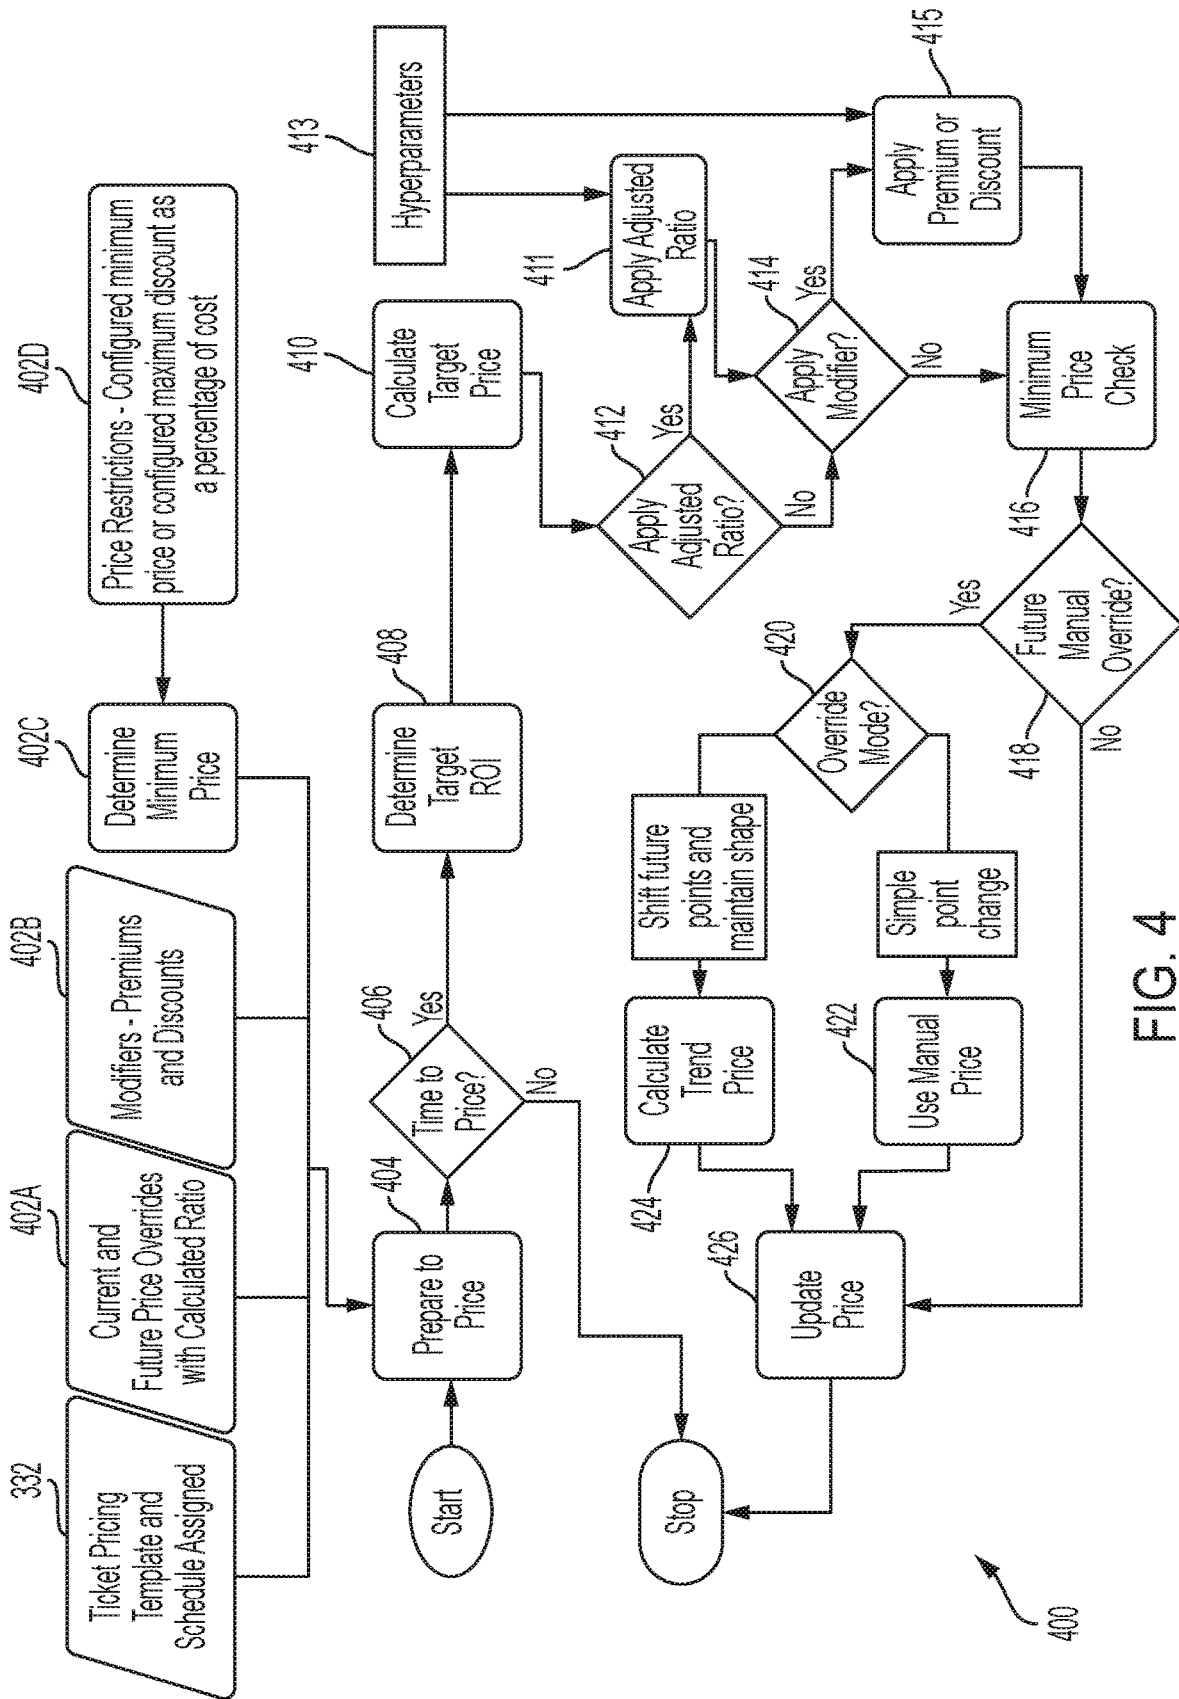 332
Ticket Pricing
Template and
Schedule Assigned
402A
Current and
Future Price Overrides
with Calculated Ratio
402B
Modifiers - Premiums
and Discounts
402C
Determine
Minimum
Price
402D
Price Restrictions - Configured minimum
price or configured maximum discount as
a percentage of cost
Start
404
Prepare to
Price
406
Time to
Price?
Yes
No
408
Determine
Target
ROI
410
Calculate
Target
Price
413
Hyperparameters
412
Apply
Adjusted
Ratio?
Yes
No
411
Apply Adjusted
Ratio
414
Apply
Modifier?
Yes
No
415
Apply
Premium or
Discount
416
Minimum
Price
Check
418
Future
Manual
Override?
Yes
No
420
Override
Mode?
Shift future
points and
maintain shape
Simple
point
change
424
Calculate
Trend
Price
422
Use Manual
Price
426
Update
Price
Stop
400
FIG. 4